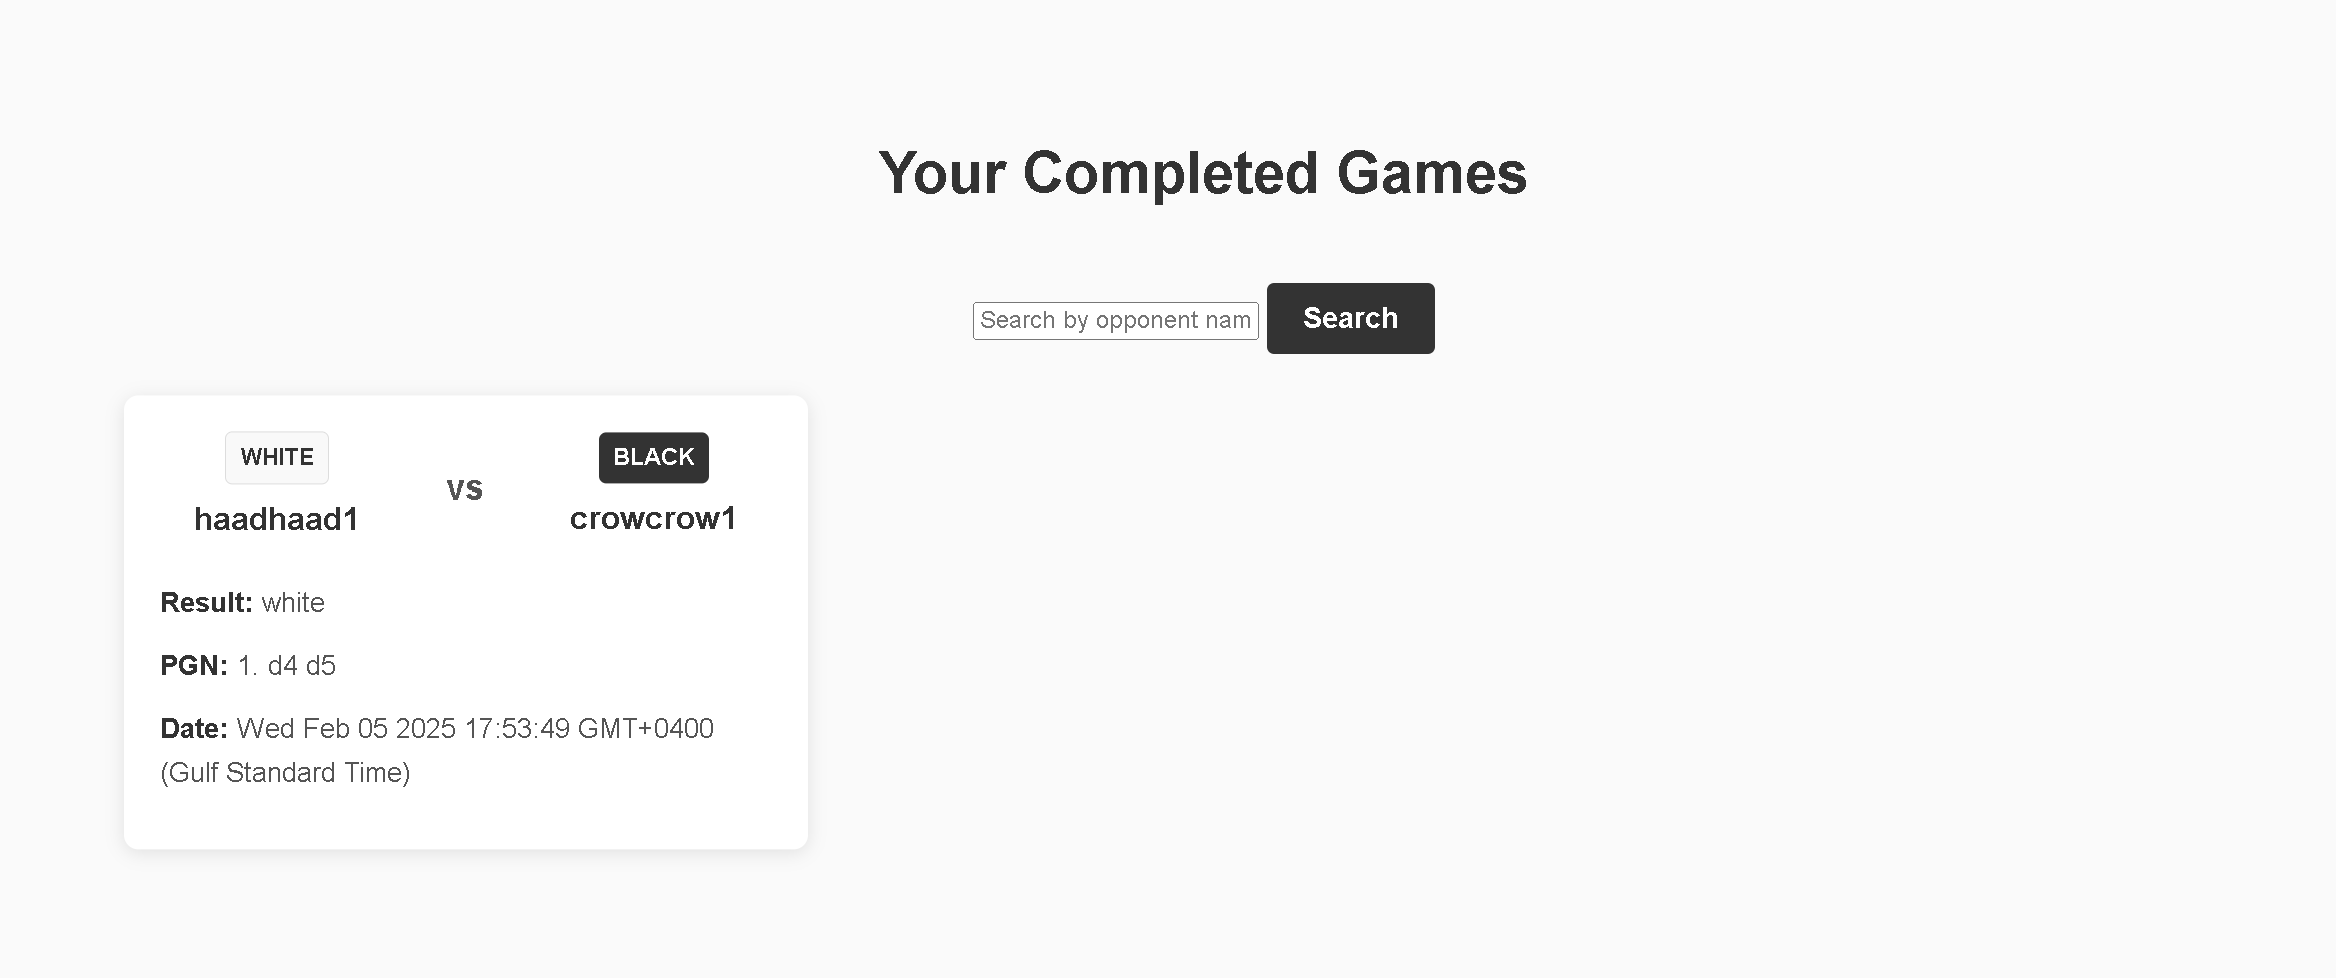 Your Completed Games
Search by opponent nam
Search
WHITE
haadhaad1
vs
BLACK
crowcrow1
Result: white
PGN: 1. d4 d5
Date: Wed Feb 05 2025 17:53:49 GMT+0400
(Gulf Standard Time)